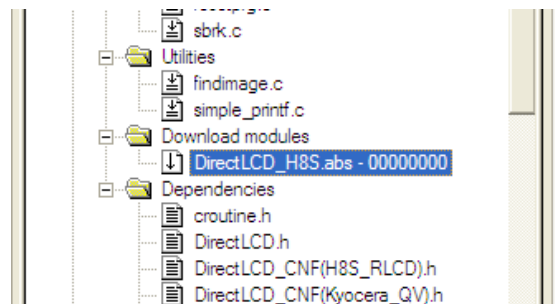 sbrk.c
Utilities
findimage.c
simple_printf.c
Download modules
DirectLCD_H8S.abs - 00000000
Dependencies
croutine.h
DirectLCD.h
DirectLCD_CNF(H8S_RLCD).h
DirectLCD_CNF(Kyocera_QV).h